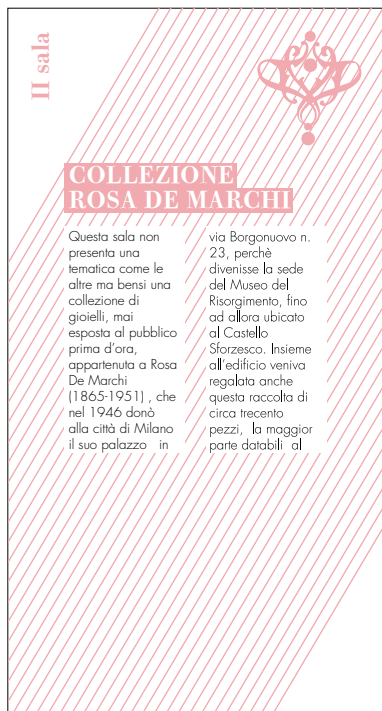 II sala
COLLEZIONE
ROSA DE MARCHI
Questa sala non
presenta una
tematica come le
altre ma bensi una
collezione di
gioielli, mai
esposta al pubblico
prima d'ora,
appartenuta a Rosa
De Marchi
(1865-1951) , che
nel 1946 donò
alla città di Milano
il suo palazzo in
via Borgonuovo n.
23, perchè
divenisse la sede
del Museo del
Risorgimento, fino
ad allora ubicato
al Castello
Sforzesco. Insieme
all'edificio veniva
regalata anche
questa raccolta di
circa trecento
pezzi, la maggior
parte databili al